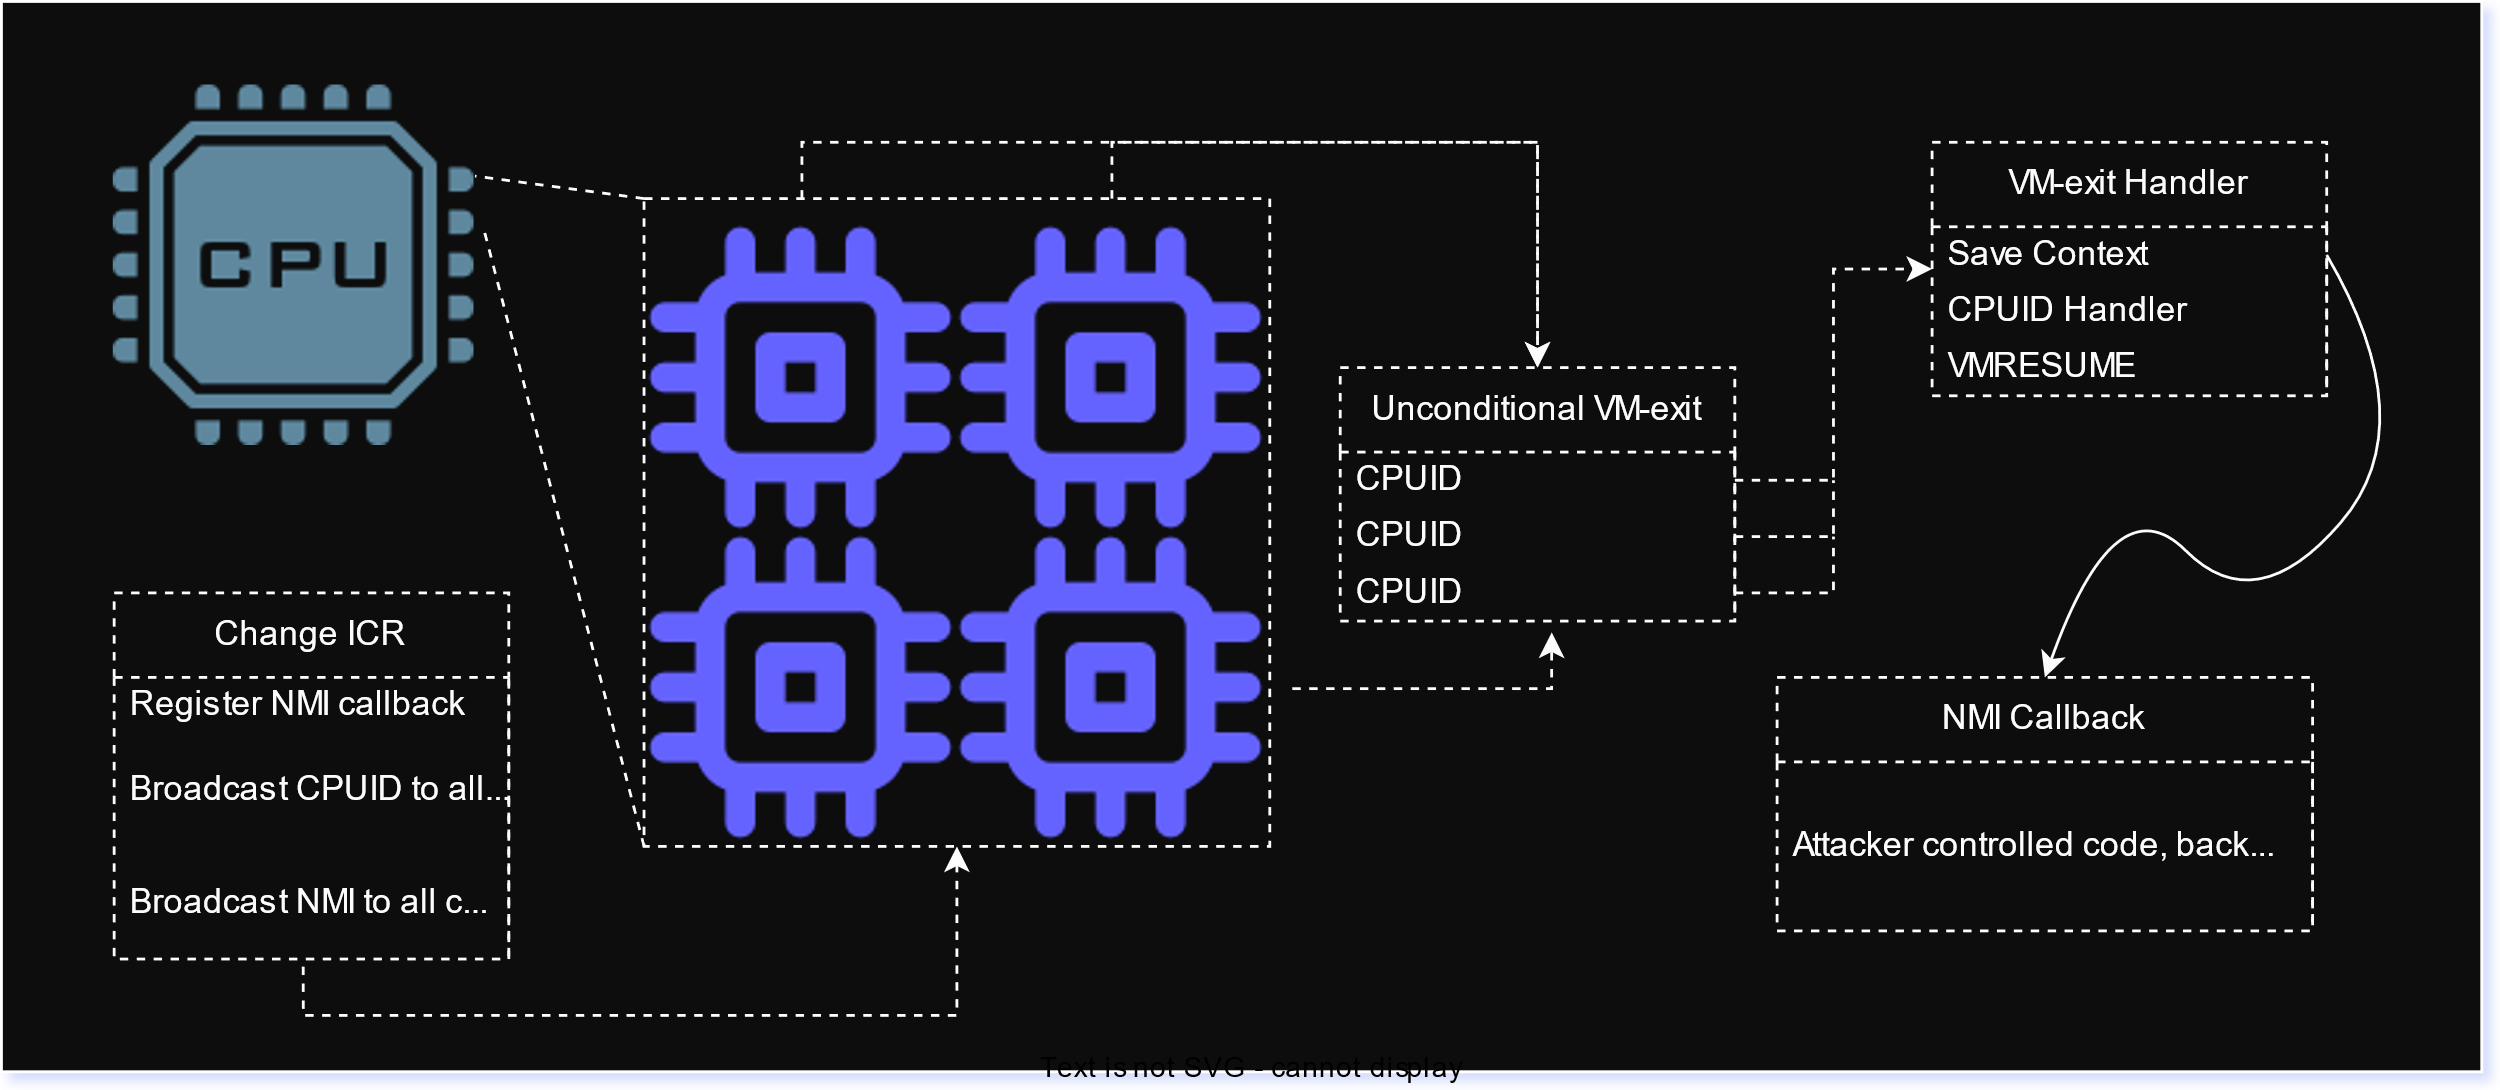 CPU
Change ICR
Register NMI callback
Broadcast CPUID to all...
Broadcast NMI to all c...
Unconditional VM-exit
CPUID
CPUID
CPUID
VM-exit Handler
Save Context
CPUID Handler
VMRESUME
NMI Callback
Attacker controlled code, back...
Text is not SVG - cannot display